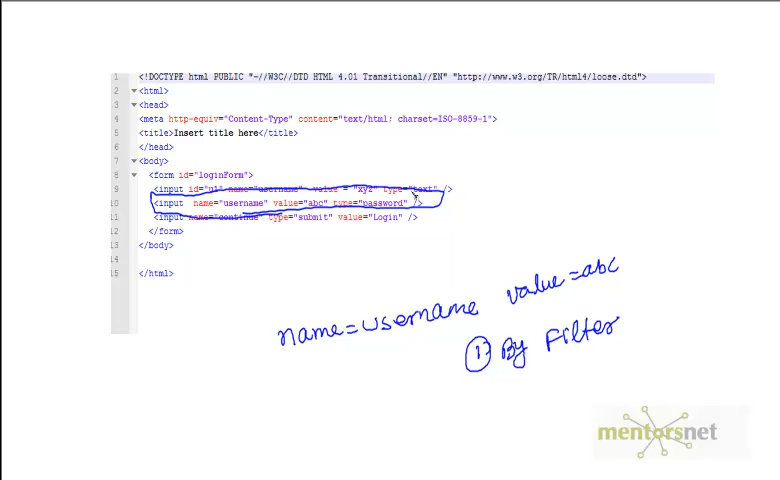 1 <!DOCTYPE html PUBLIC "-//W3C//DTD HTML 4.01 Transitional//EN" "http://www.w3.org/TR/html4/loose.dtd">
2 <html>
3 <head>
4 <meta http-equiv="Content-Type" content="text/html; charset=ISO-8859-1">
5 <title>Insert title here</title>
6 </head>
7 <body>
8 <form id="loginForm">
9 <input id="u1" name="username" value = "xyz" type="text" />
10 <input name="username" value="abc" type="password" />
11 <input name="continue" type="submit" value="Login" />
12 </form>
13 </body>
14
15 </html>
name=username value=abc
1. By Filter
mentorsnet